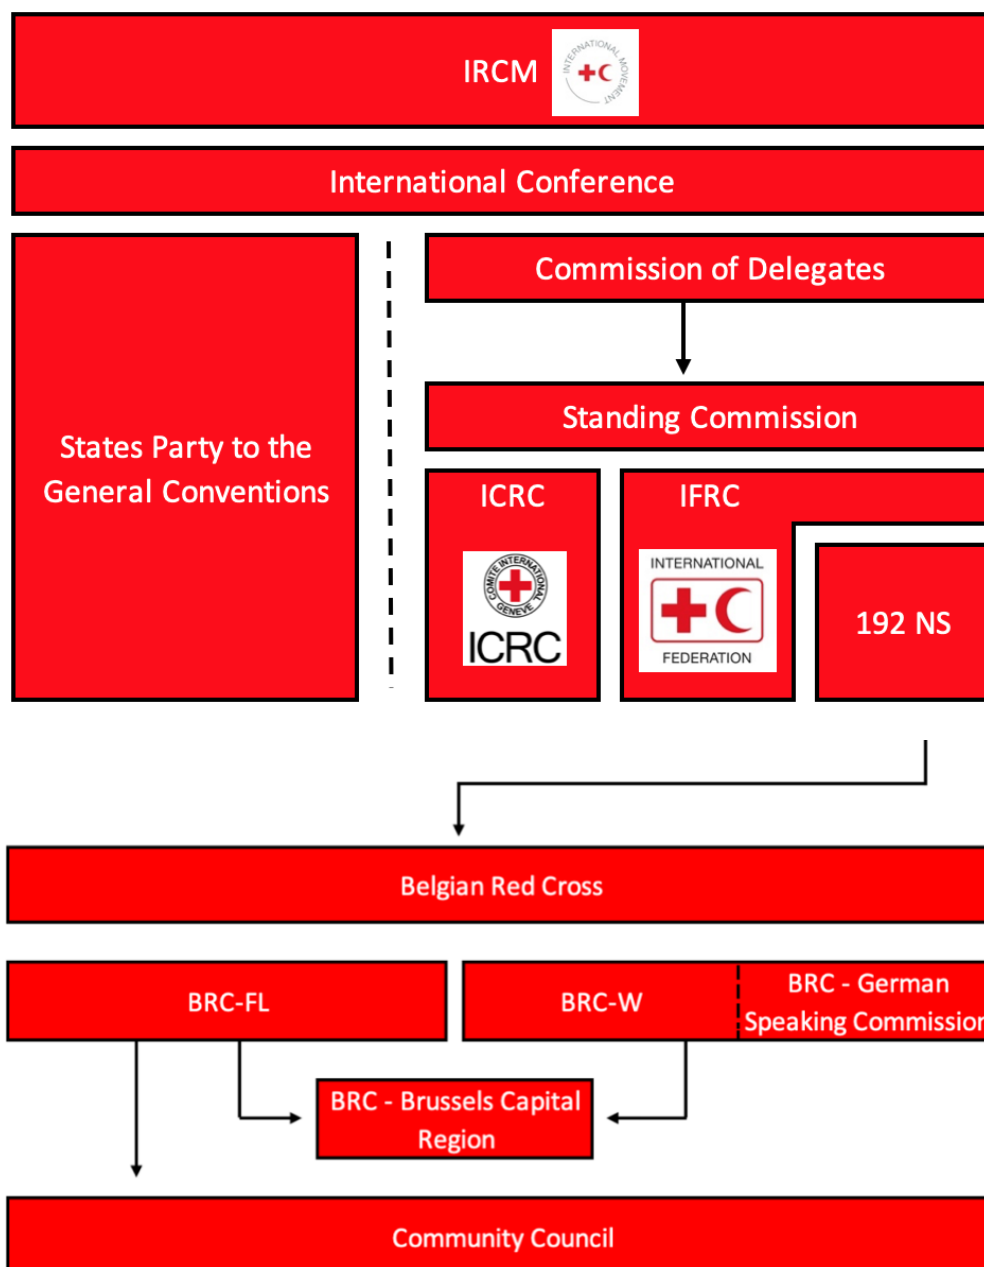 IRCM
INTERNATIONAL MOVEMENT
International Conference
States Party to the
General Conventions
Commission of Delegates
Standing Commission
ICRC
COMITE INTERNATIONAL
GENEVE
ICRC
IFRC
INTERNATIONAL
FEDERATION
192 NS
Belgian Red Cross
BRC-FL
BRC-W
BRC - German
Speaking Commission
BRC - Brussels Capital
Region
Community Council